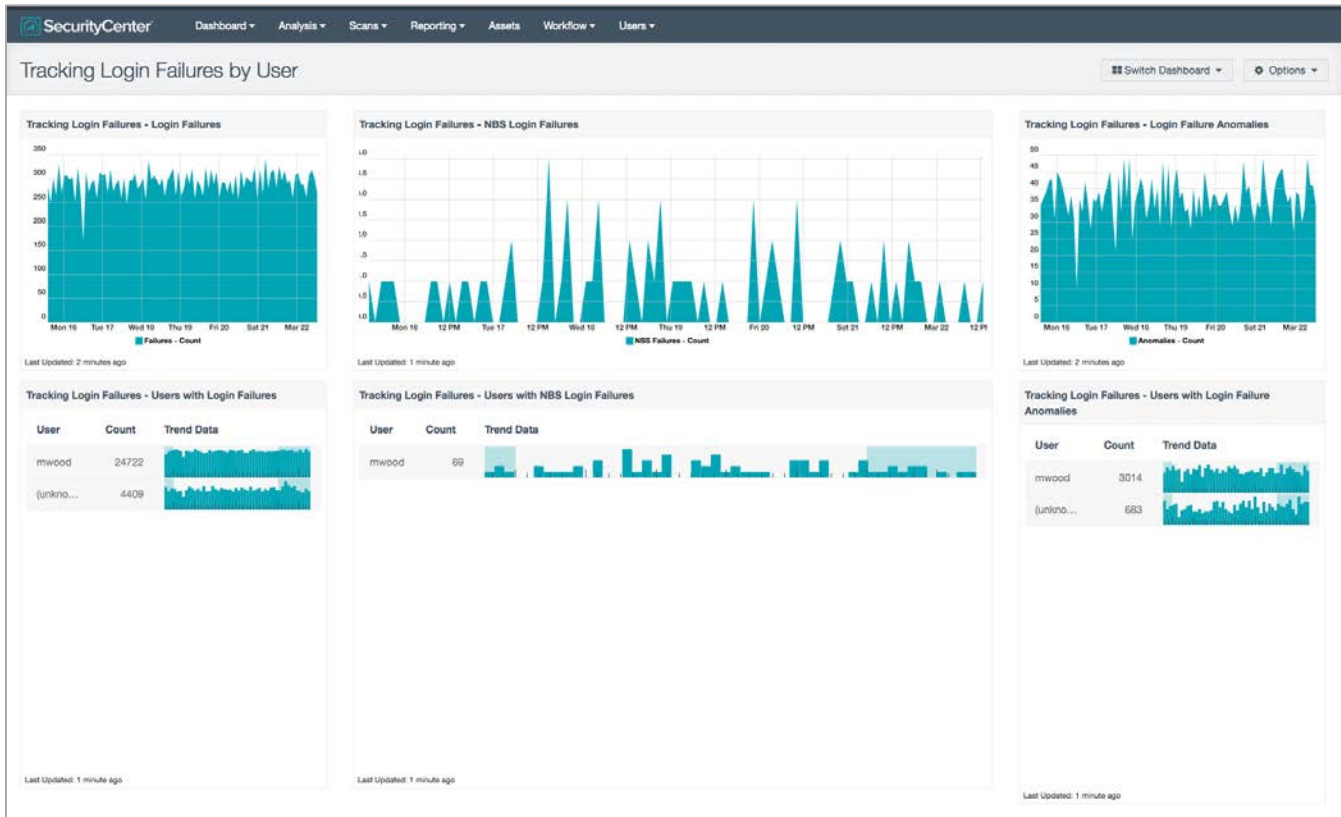 SecurityCenter
Dashboard Analysis Scans Reporting Assets Workflow Users
Tracking Login Failures by User
Switch Dashboard Options
Tracking Login Failures - Login Failures
350
300
250
200
150
100
50
0
Mon 16 Tue 17 Wed 18 Thu 19 Fri 20 Sat 21 Mar 22
Failures - Count
Last Updated: 2 minutes ago
Tracking Login Failures - NBS Login Failures
Mon 16 12 PM Tue 17 12 PM Wed 18 12 PM Thu 19 12 PM Fri 20 12 PM Sat 21 12 PM Mar 22
NBS Failures - Count
Last Updated: 1 minute ago
Tracking Login Failures - Login Failure Anomalies
50
45
40
35
30
25
20
15
10
5
0
Mon 16 Tue 17 Wed 18 Thu 19 Fri 20 Sat 21 Mar 22
Anomalies - Count
Last Updated: 2 minutes ago
Tracking Login Failures - Users with Login Failures
User Count Trend Data
mwood 24722
(unkno... 4409
Last Updated: 1 minute ago
Tracking Login Failures - Users with NBS Login Failures
User Count Trend Data
mwood 69
Last Updated: 1 minute ago
Tracking Login Failures - Users with Login Failure
Anomalies
User Count Trend Data
mwood 3014
(unkno... 683
Last Updated: 1 minute ago